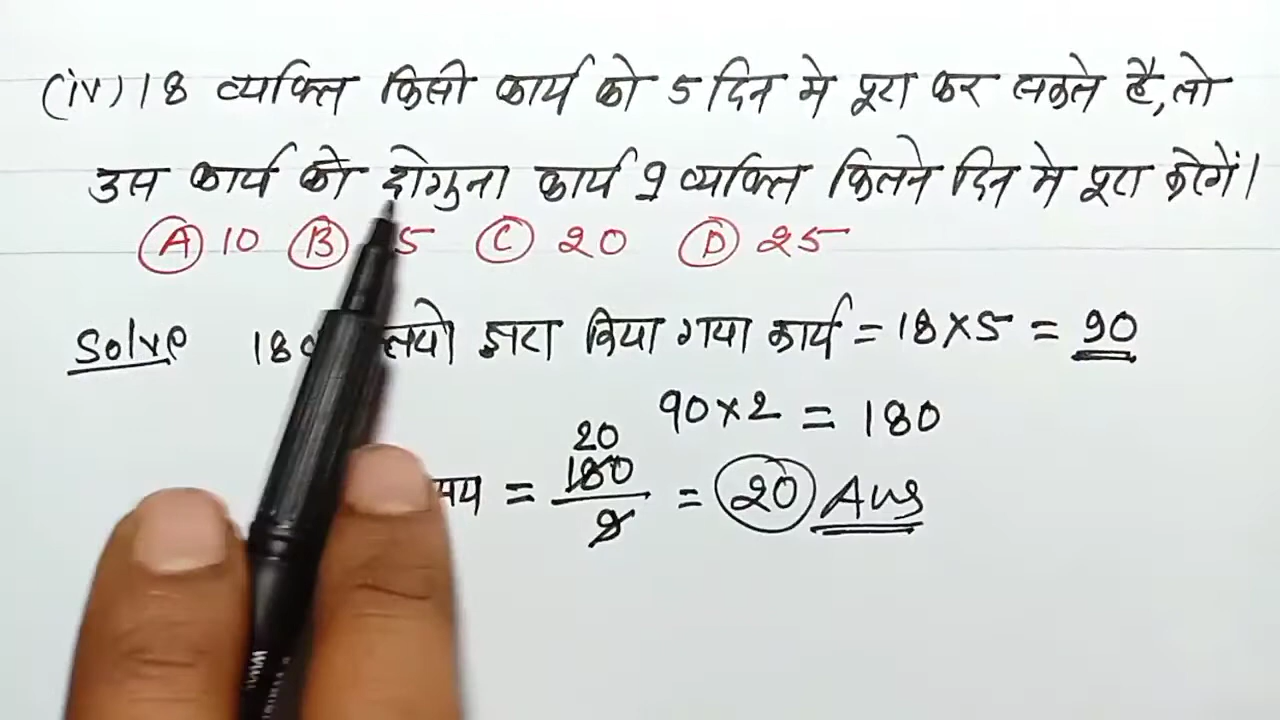 (iv) 18 व्यक्ति किसी कार्य को 5 दिन मे पूरा कर सकते है, तो
उस कार्य को दोगुना कार्य 9 व्यक्ति कितने दिन मे पूरा करेगें।
(A) 10 (B) 5 (C) 20 (D) 25
Solve 18 द्वारा किया गया कार्य = 18 × 5 = 90
90 × 2 = 180
20
= 180 / 9 = 20 Ans